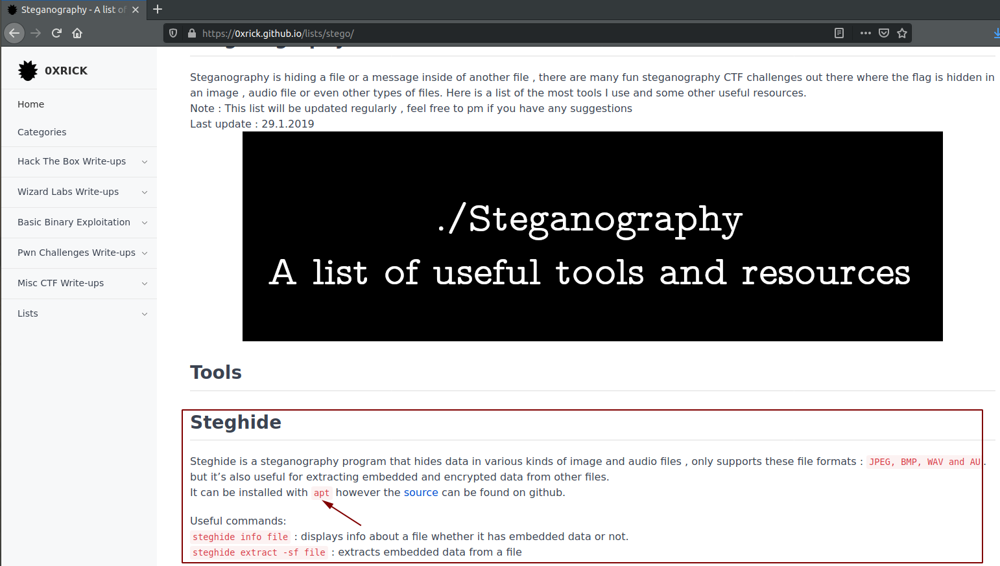 Steganography - A list of
https://0xrick.github.io/lists/stego/
0XRICK
Home
Categories
Hack The Box Write-ups
Wizard Labs Write-ups
Basic Binary Exploitation
Pwn Challenges Write-ups
Misc CTF Write-ups
Lists
Steganography is hiding a file or a message inside of another file , there are many fun steganography CTF challenges out there where the flag is hidden in
an image , audio file or even other types of files. Here is a list of the most tools I use and some other useful resources.
Note : This list will be updated regularly , feel free to pm if you have any suggestions
Last update : 29.1.2019
./Steganography
A list of useful tools and resources
Tools
Steghide
Steghide is a steganography program that hides data in various kinds of image and audio files , only supports these file formats : JPEG, BMP, WAV and AU .
but it’s also useful for extracting embedded and encrypted data from other files.
It can be installed with apt however the source can be found on github.
Useful commands:
steghide info file : displays info about a file whether it has embedded data or not.
steghide extract -sf file : extracts embedded data from a file